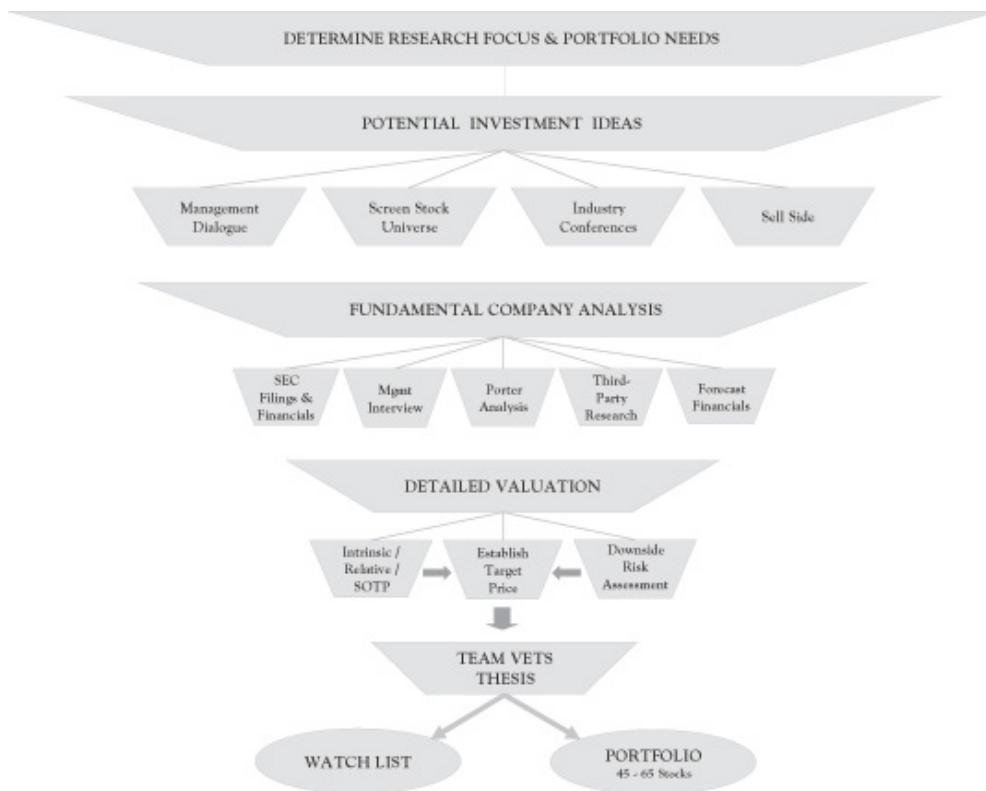 DETERMINE RESEARCH FOCUS & PORTFOLIO NEEDS
POTENTIAL INVESTMENT IDEAS
Management
Dialogue
Screen Stock
Universe
Industry
Conferences
Sell Side
FUNDAMENTAL COMPANY ANALYSIS
SEC
Filings &
Financials
Mgmt
Interview
Porter
Analysis
Third-
Party
Research
Forecast
Financials
DETAILED VALUATION
Intrinsic /
Relative /
SOTP
Establish
Target
Price
Downside
Risk
Assessment
TEAM VETS
THESIS
WATCH LIST
PORTFOLIO
45 - 65 Stocks